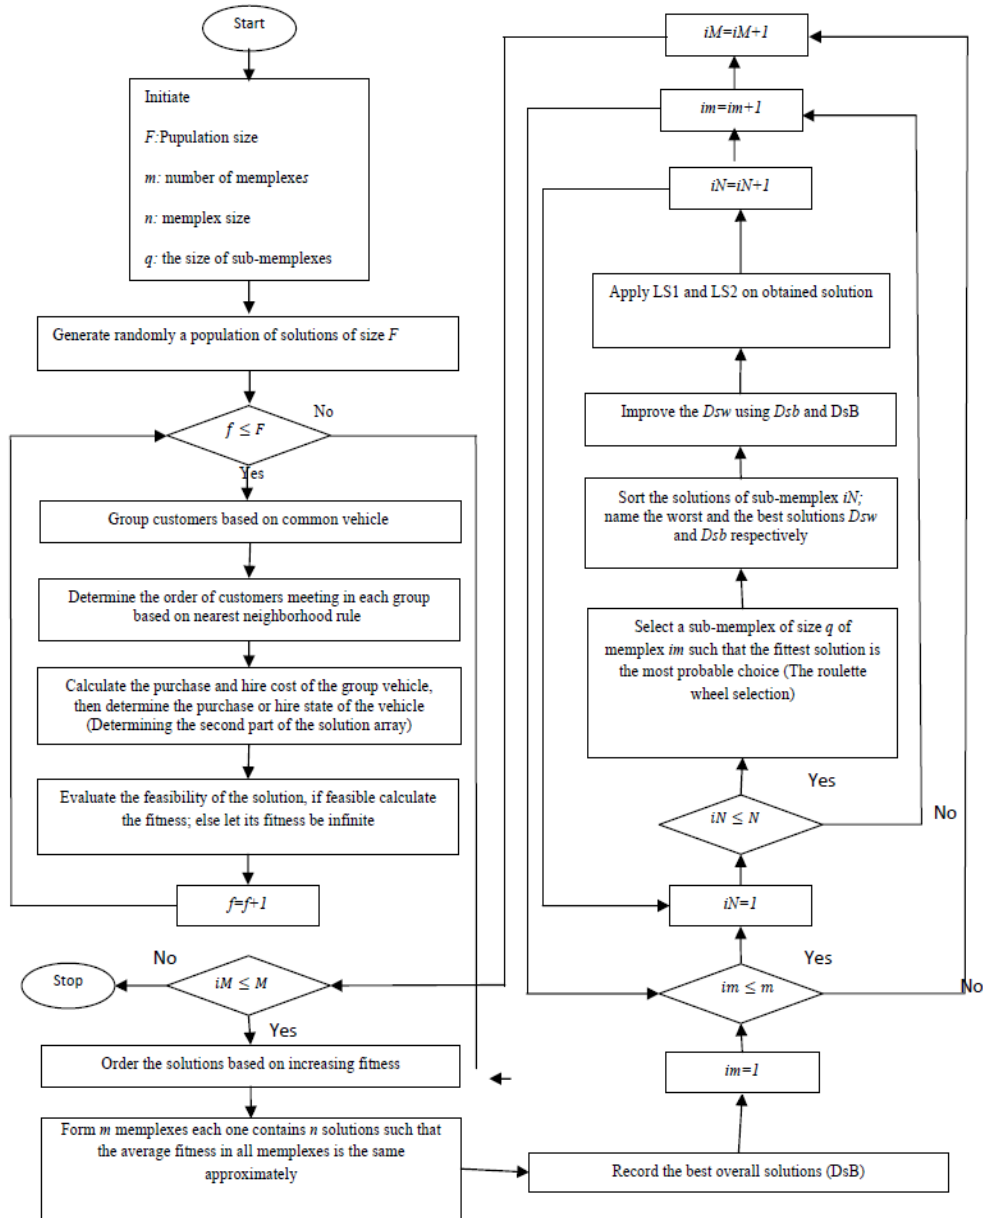 Start
Initiate
F:Pupulation size
m: number of memplexes
n: memplex size
q: the size of sub-memplexes
Generate randomly a population of solutions of size F
No
f ≤ F
Yes
Group customers based on common vehicle
Determine the order of customers meeting in each group
based on nearest neighborhood rule
Calculate the purchase and hire cost of the group vehicle,
then determine the purchase or hire state of the vehicle
(Determining the second part of the solution array)
Evaluate the feasibility of the solution, if feasible calculate
the fitness; else let its fitness be infinite
f=f+1
No
Stop
iM ≤ M
Yes
Order the solutions based on increasing fitness
Form m memplexes each one contains n solutions such that
the average fitness in all memplexes is the same
approximately
iM=iM+1
im=im+1
iN=iN+1
Apply LS1 and LS2 on obtained solution
Improve the Dsw using Dsb and DsB
Sort the solutions of sub-memplex iN;
name the worst and the best solutions Dsw
and Dsb respectively
Select a sub-memplex of size q of
memplex im such that the fittest solution is
the most probable choice (The roulette
wheel selection)
Yes
iN ≤ N
No
iN=1
Yes
im ≤ m
No
im=1
Record the best overall solutions (DsB)